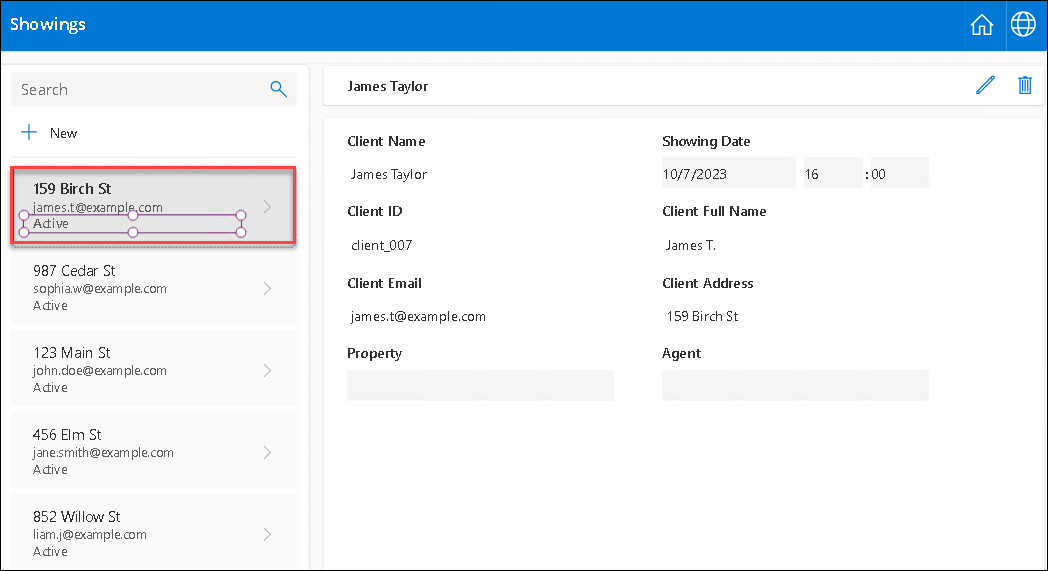 Showings
Search
New
159 Birch St
james.t@example.com
Active
987 Cedar St
sophia.w@example.com
Active
123 Main St
john.doe@example.com
Active
456 Elm St
jane.smith@example.com
Active
852 Willow St
liam.j@example.com
Active
James Taylor
Client Name
James Taylor
Showing Date
10/7/2023 16 :00
Client ID
client_007
Client Full Name
James T.
Client Email
james.t@example.com
Client Address
159 Birch St
Property
Agent